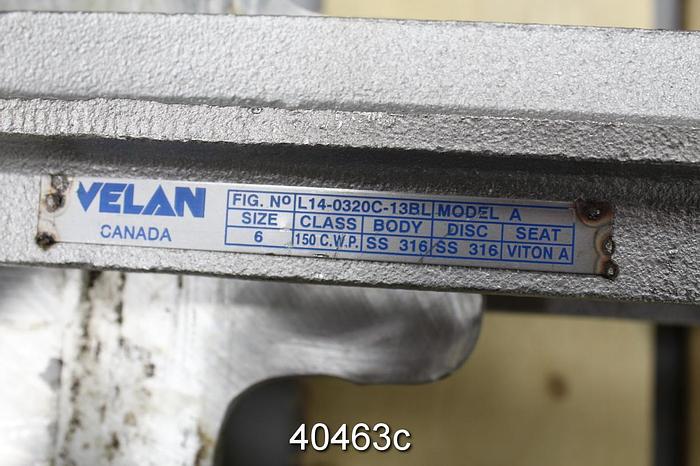 VELAN
CANADA
FIG. Nº L14-0320C-13BL MODEL A
SIZE CLASS BODY DISC SEAT
6 150 C.W.P. SS 316 SS 316 VITON A
40463c